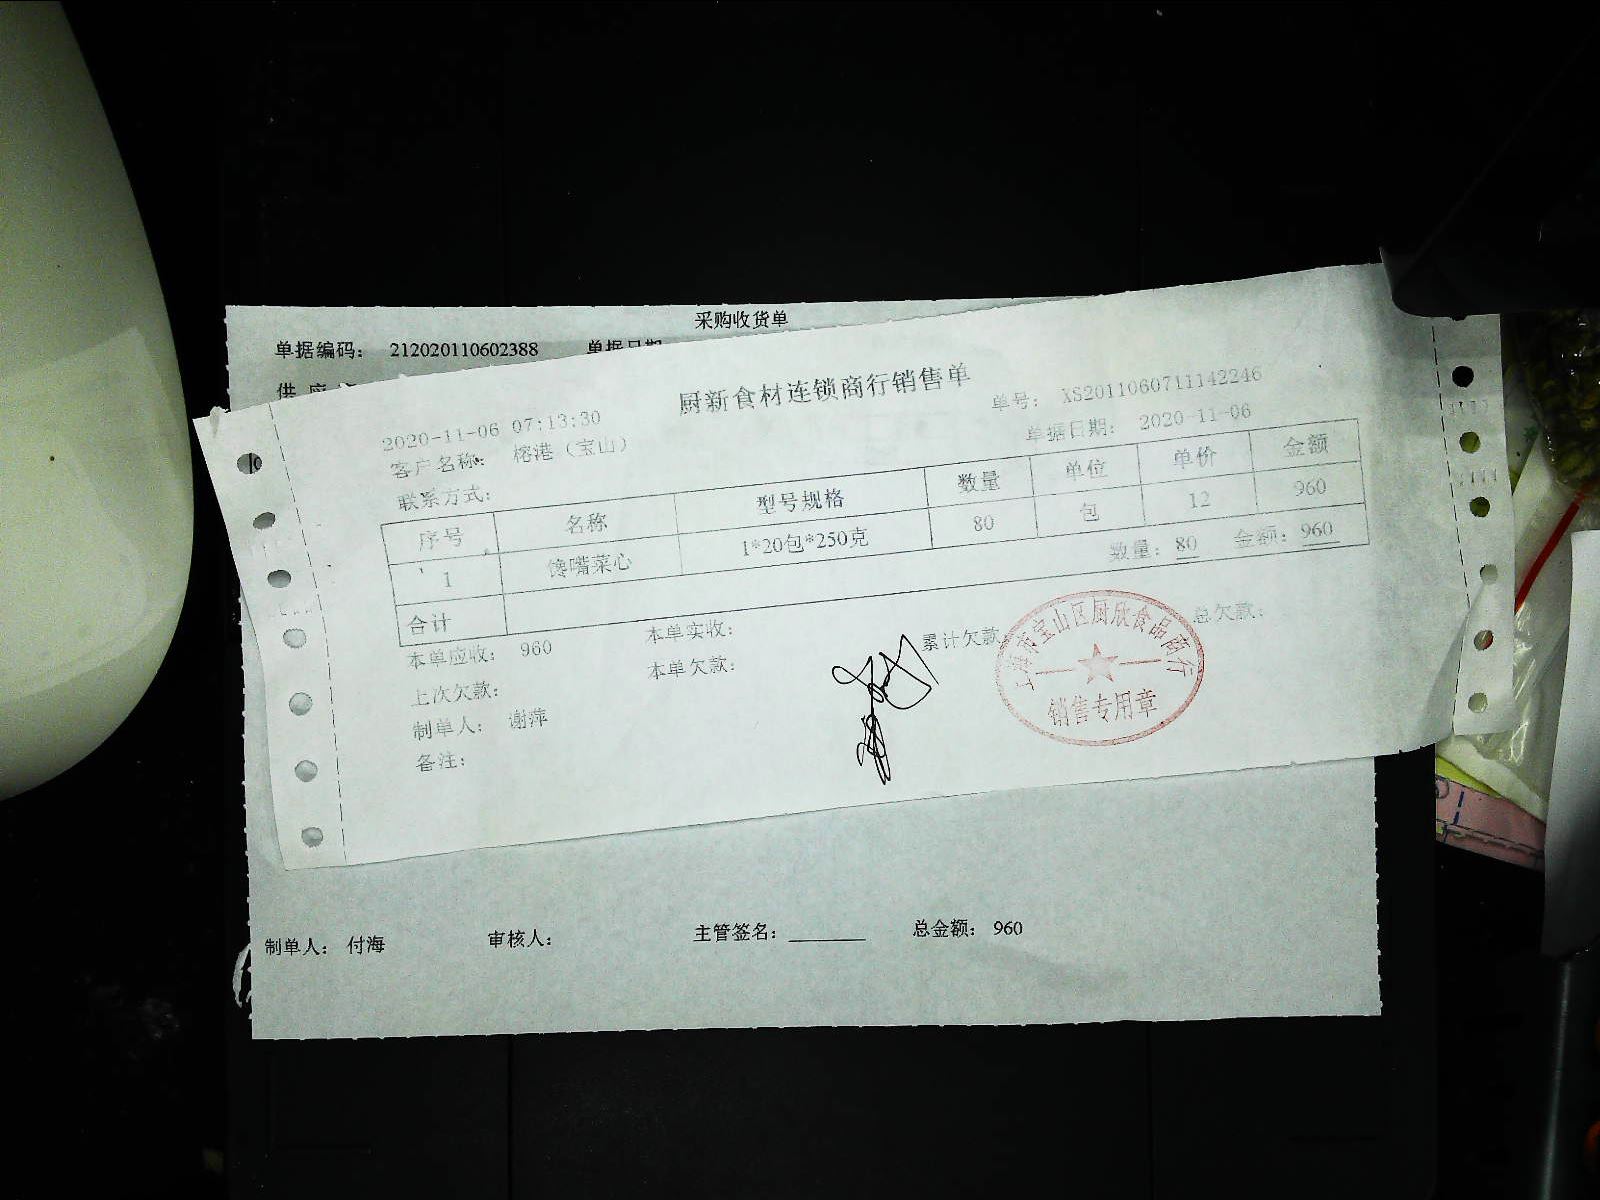 采购收货单
单据编码: 212020110602388 单据日期
供应
厨新食材连锁商行销售单
2020-11-06 07:13:30 单号: XS2011060711142246
客户名称: 榕港（宝山） 单据日期: 2020-11-06
联系方式:
序号 名称 型号规格 数量 单位 单价 金额
1 馋嘴菜心 1*20包*250克 80 包 12 960
合计 数量: 80 金额: 960
本单应收: 960 本单实收: 累计欠款 总欠款:
上次欠款: 本单欠款:
制单人: 谢萍
备注:
上海市宝山区厨欣食品商行
销售专用章
制单人: 付海 审核人: 主管签名: 总金额: 960